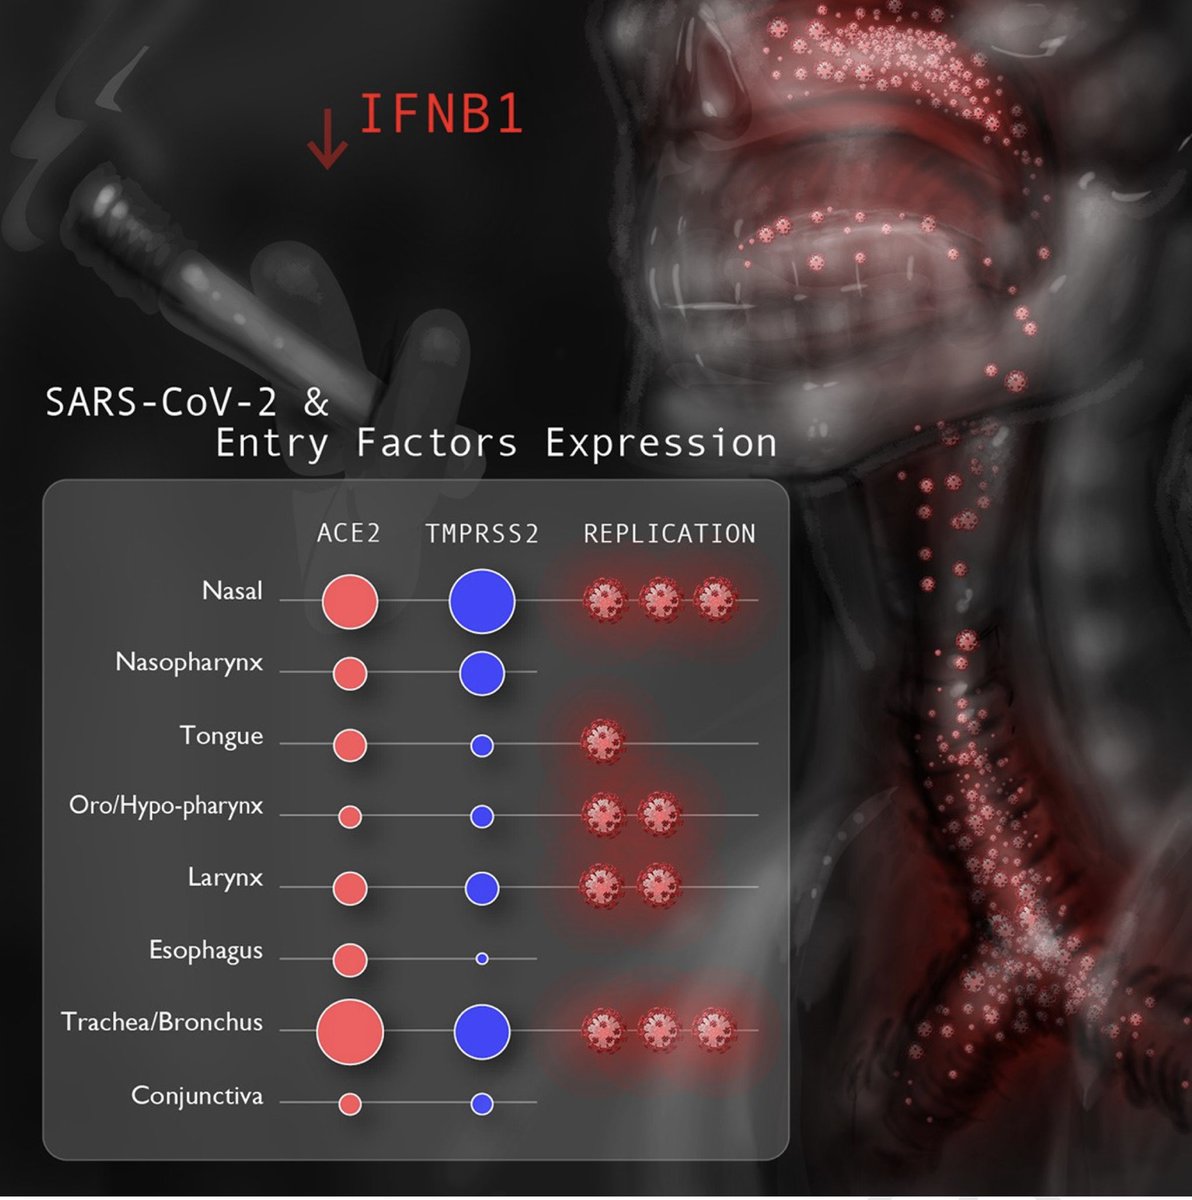 ↓ IFNB1
SARS-CoV-2 &
Entry Factors Expression
ACE2 TMPRSS2 REPLICATION
Nasal
Nasopharynx
Tongue
Oro/Hypo-pharynx
Larynx
Esophagus
Trachea/Bronchus
Conjunctiva